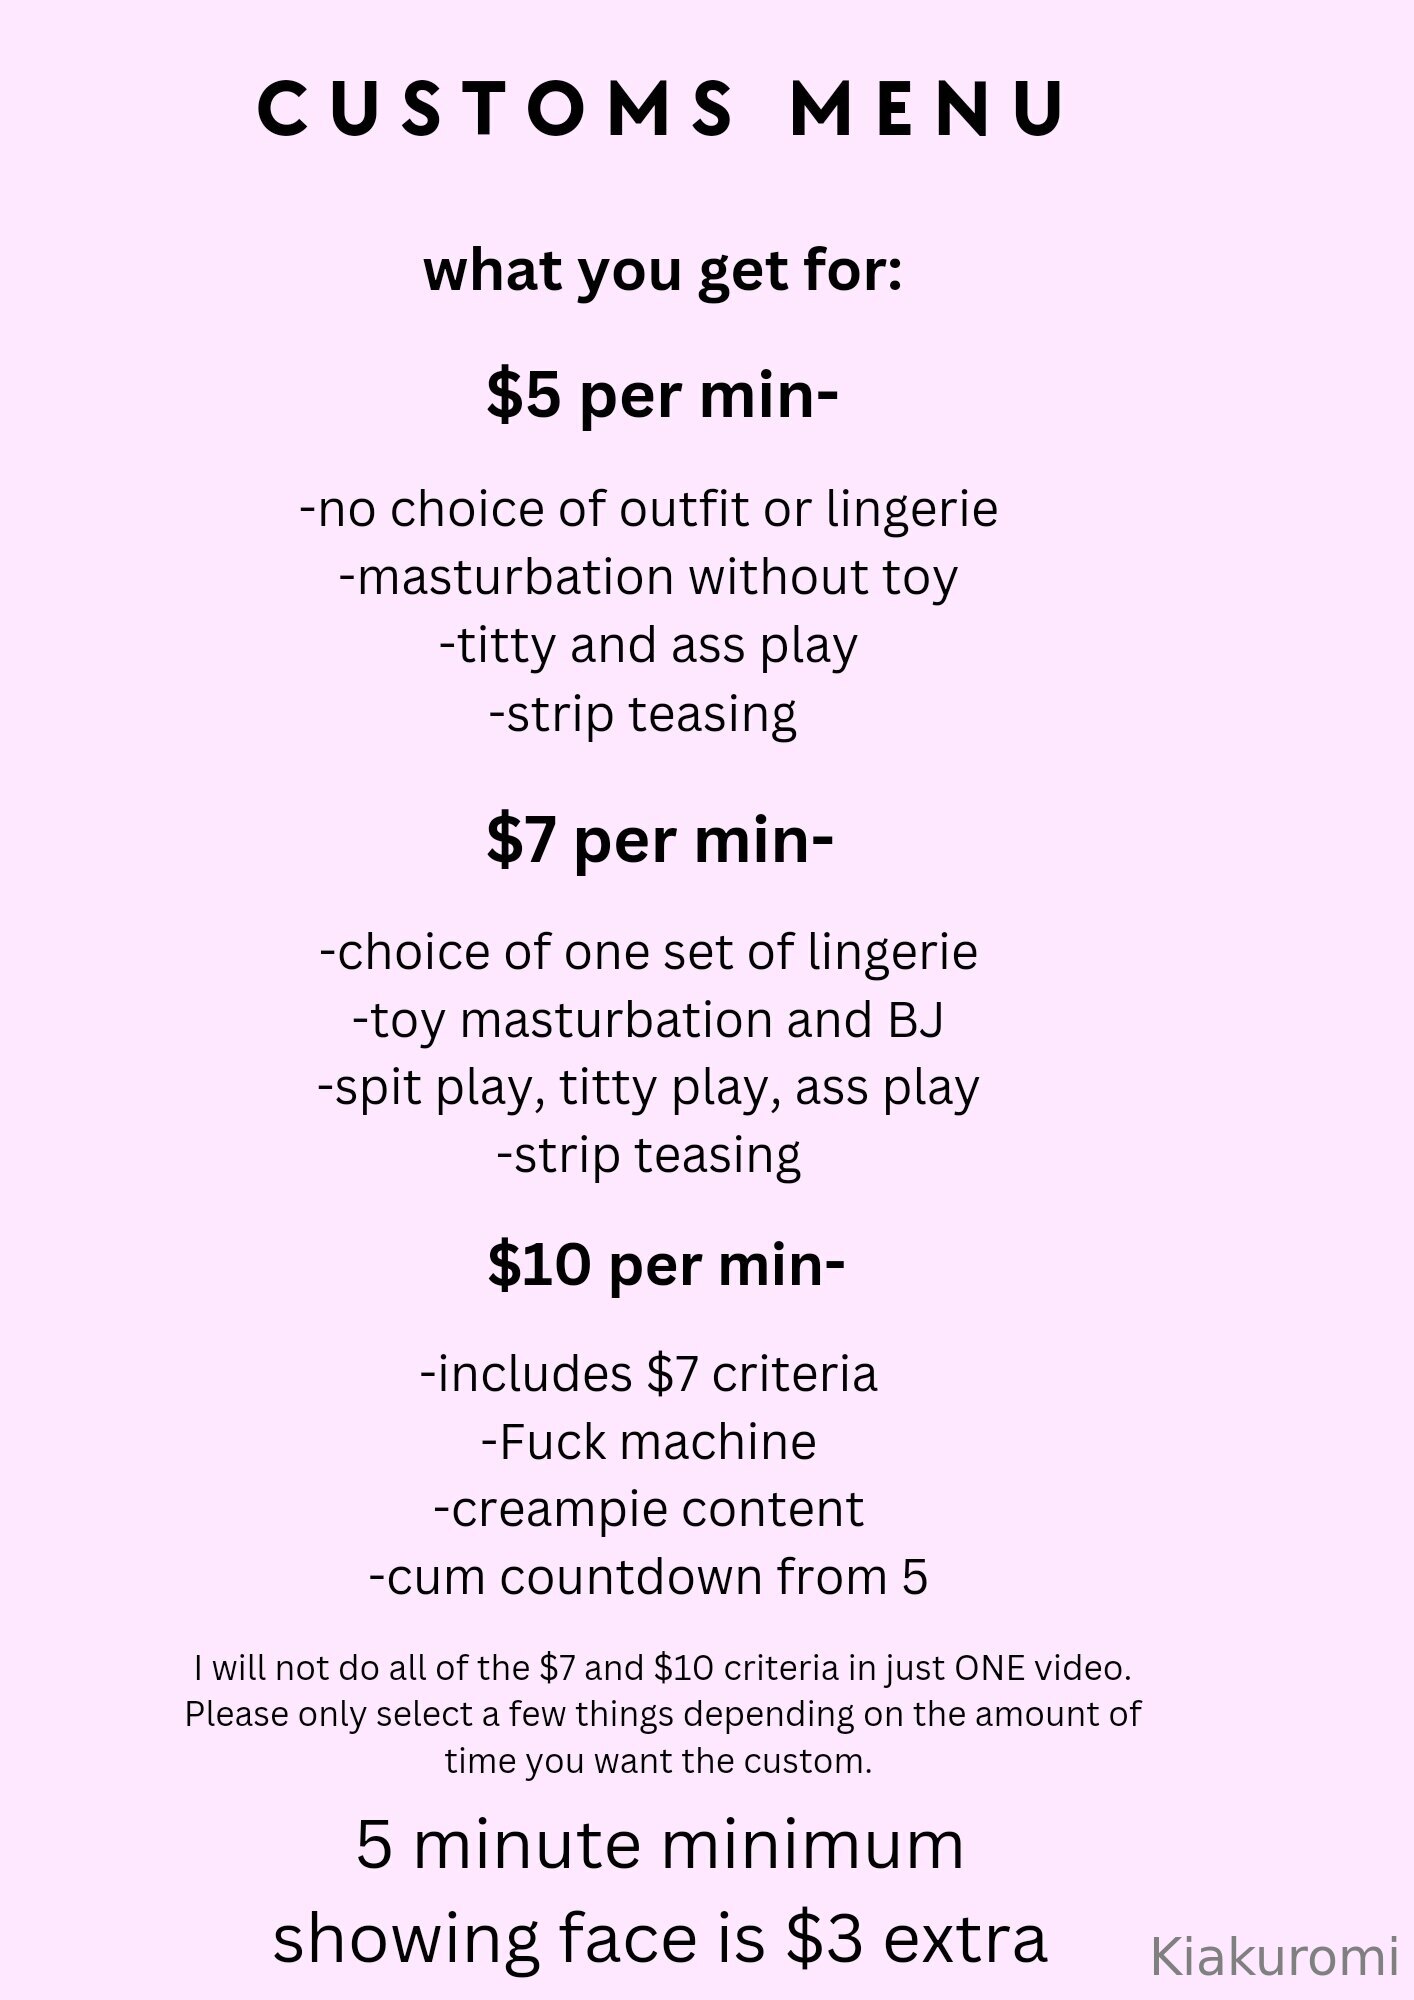 CUSTOMS MENU
what you get for:
$5 per min-
-no choice of outfit or lingerie
-masturbation without toy
-titty and ass play
-strip teasing
$7 per min-
-choice of one set of lingerie
-toy masturbation and BJ
-spit play, titty play, ass play
-strip teasing
$10 per min-
-includes $7 criteria
-Fuck machine
-creampie content
-cum countdown from 5
I will not do all of the $7 and $10 criteria in just ONE video.
Please only select a few things depending on the amount of
time you want the custom.
5 minute minimum
showing face is $3 extra
Kiakuromi